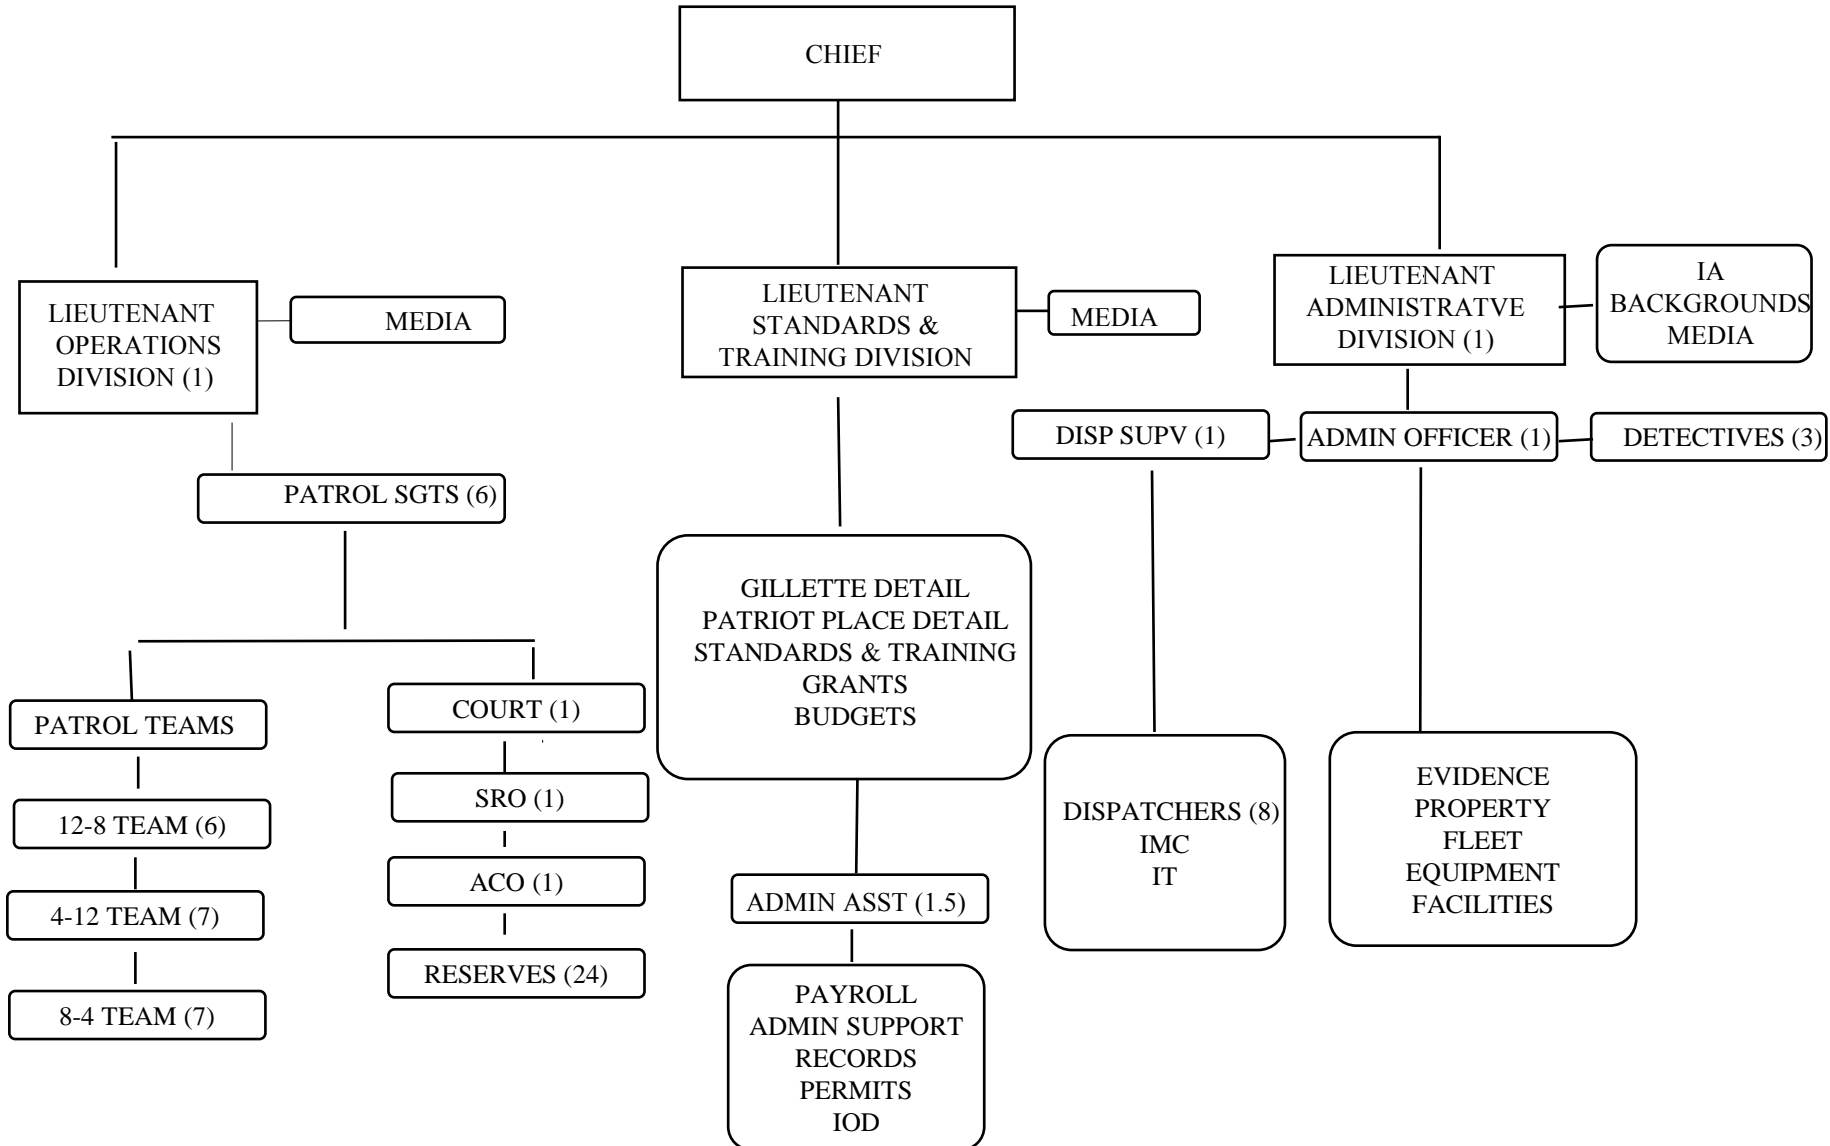 CHIEF
LIEUTENANT
OPERATIONS
DIVISION (1)
MEDIA
LIEUTENANT
STANDARDS &
TRAINING DIVISION
MEDIA
LIEUTENANT
ADMINISTRATVE
DIVISION (1)
IA
BACKGROUNDS
MEDIA
DISP SUPV (1)
ADMIN OFFICER (1)
DETECTIVES (3)
PATROL SGTS (6)
GILLETTE DETAIL
PATRIOT PLACE DETAIL
STANDARDS & TRAINING
GRANTS
BUDGETS
PATROL TEAMS
12-8 TEAM (6)
4-12 TEAM (7)
8-4 TEAM (7)
COURT (1)
SRO (1)
ACO (1)
RESERVES (24)
ADMIN ASST (1.5)
PAYROLL
ADMIN SUPPORT
RECORDS
PERMITS
IOD
DISPATCHERS (8)
IMC
IT
EVIDENCE
PROPERTY
FLEET
EQUIPMENT
FACILITIES